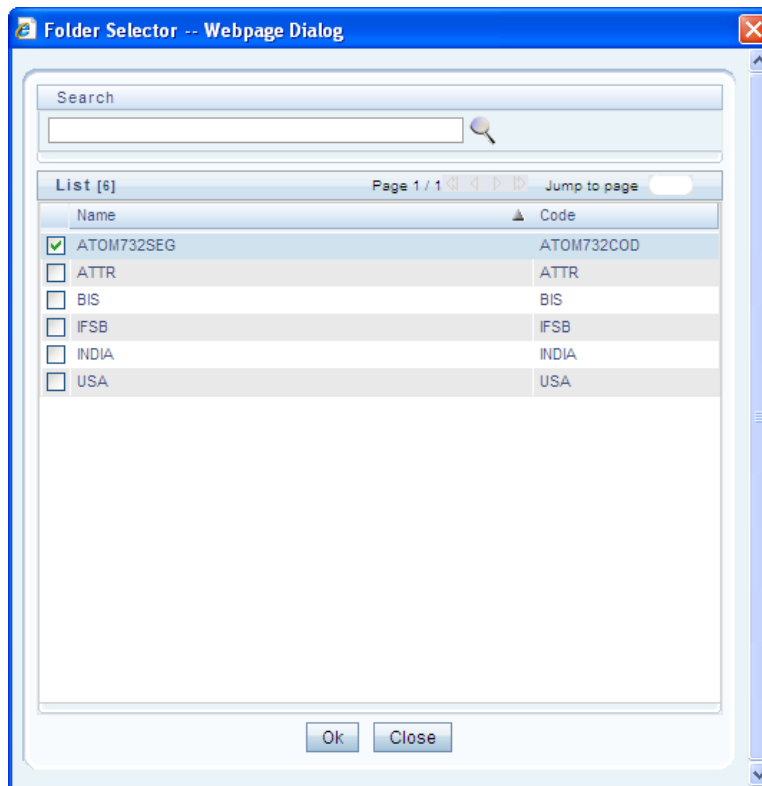 Folder Selector -- Webpage Dialog
Search
List [6] Page 1 / 1 Jump to page
Name Code
ATOM732SEG ATOM732COD
ATTR ATTR
BIS BIS
IFSB IFSB
INDIA INDIA
USA USA
Ok Close